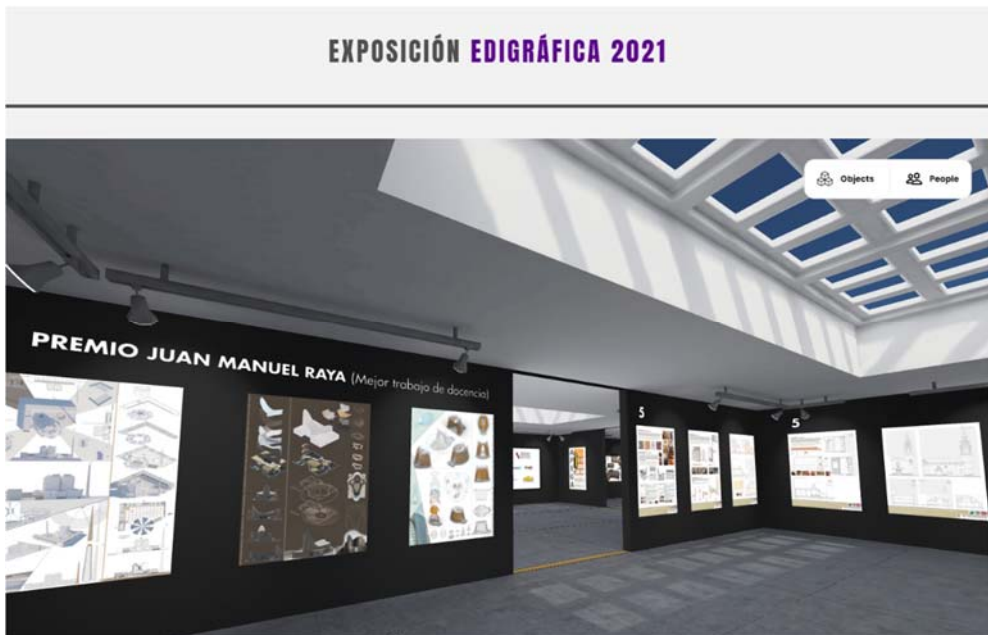 EXPOSICIÓN EDIGRÁFICA 2021
Objects People
PREMIO JUAN MANUEL RAYA (Mejor trabajo de docencia)
5
5